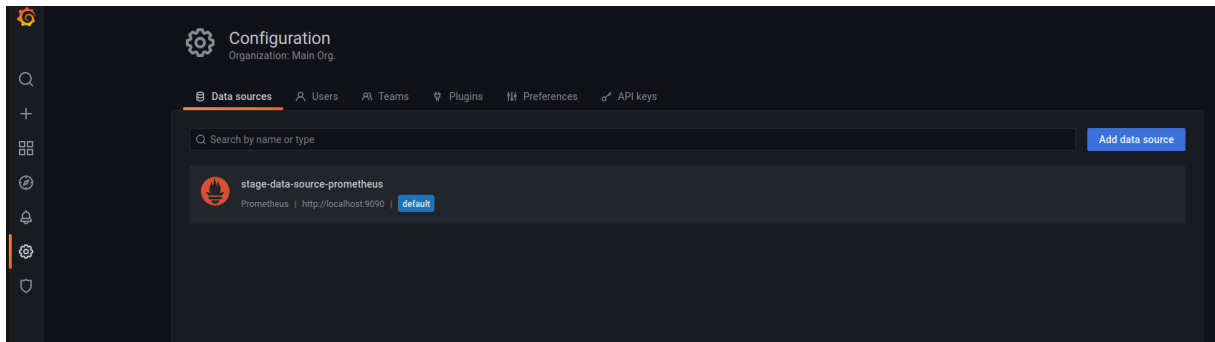 Configuration
Organization: Main Org.
Data sources Users Teams Plugins Preferences API keys
Search by name or type Add data source
stage-data-source-prometheus
Prometheus | http://localhost:9090 | default